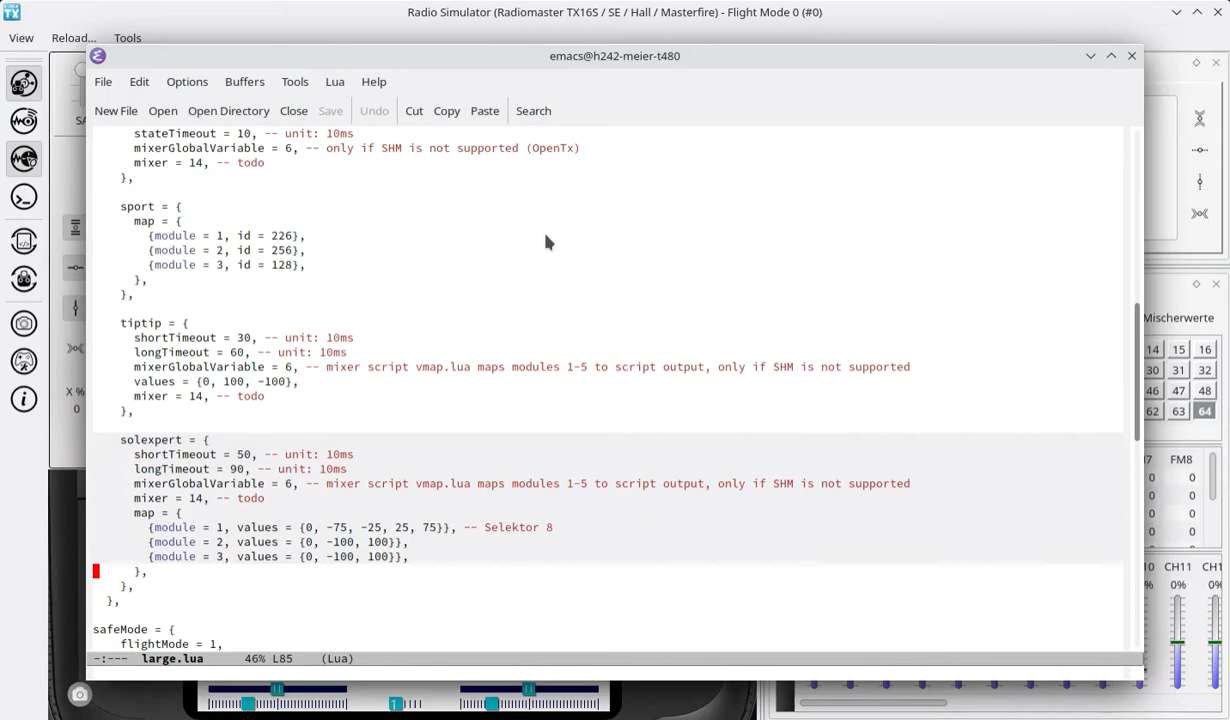 Radio Simulator (Radiomaster TX16S / SE / Hall / Masterfire) - Flight Mode 0 (#0)
View Reload... Tools
emacs@h242-meier-t480
File Edit Options Buffers Tools Lua Help
New File Open Open Directory Close Save Undo Cut Copy Paste Search
stateTimeout = 10, -- unit: 10ms
mixerGlobalVariable = 6, -- only if SHM is not supported (OpenTx)
mixer = 14, -- todo
},
sport = {
map = {
{module = 1, id = 226},
{module = 2, id = 256},
{module = 3, id = 128},
},
},
tiptip = {
shortTimeout = 30, -- unit: 10ms
longTimeout = 60, -- unit: 10ms
mixerGlobalVariable = 6, -- mixer script vmap.lua maps modules 1-5 to script output, only if SHM is not supported
values = {0, 100, -100},
mixer = 14, -- todo
},
solexpert = {
shortTimeout = 50, -- unit: 10ms
longTimeout = 90, -- unit: 10ms
mixerGlobalVariable = 6, -- mixer script vmap.lua maps modules 1-5 to script output, only if SHM is not supported
mixer = 14, -- todo
map = {
{module = 1, values = {0, -75, -25, 25, 75}}, -- Selektor 8
{module = 2, values = {0, -100, 100}},
{module = 3, values = {0, -100, 100}},
},
},
},
safeMode = {
flightMode = 1,
-:--- large.lua 46% L85 (Lua)
X %
0
Mischerwerte
14 15 16
30 31 32
46 47 48
62 63 64
FM8
0
0
0
0
0
CH11
0%
1